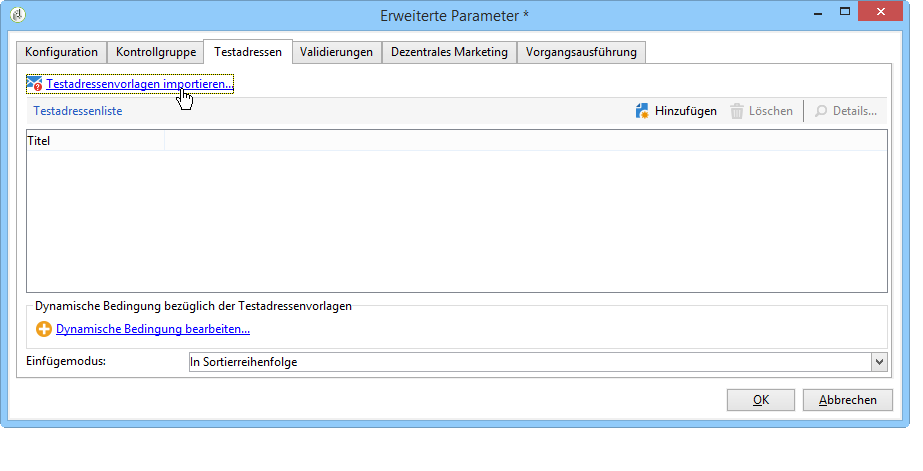 Erweiterte Parameter *
Konfiguration Kontrollgruppe Testadressen Validierungen Dezentrales Marketing Vorgangsausführung
Testadressenvorlagen importieren...
Testadressenliste Hinzufügen Löschen Details...
Titel
Dynamische Bedingung bezüglich der Testadressenvorlagen
Dynamische Bedingung bearbeiten...
Einfügemodus: In Sortierreihenfolge
OK Abbrechen